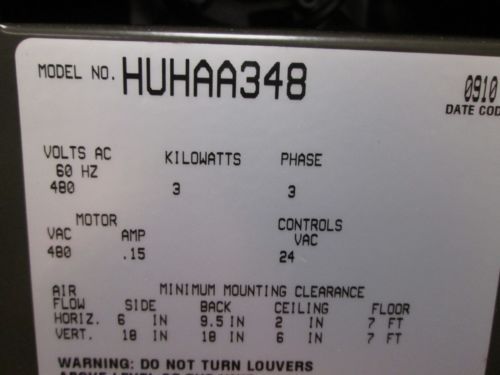 MODEL NO. HUHAA348
0910
DATE COD
VOLTS AC KILOWATTS PHASE
60 HZ
480 3 3
MOTOR CONTROLS
VAC AMP VAC
480 .15 24
AIR MINIMUM MOUNTING CLEARANCE
FLOW SIDE BACK CEILING FLOOR
HORIZ. 6 IN 9.5 IN 2 IN 7 FT
VERT. 18 IN 18 IN 6 IN 7 FT
WARNING: DO NOT TURN LOUVERS